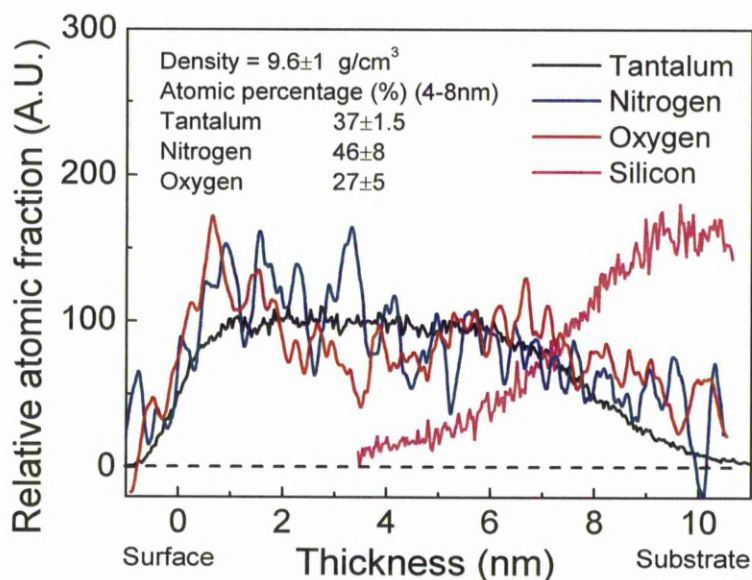 300
200
100
0
Relative atomic fraction (A.U.)
Density = 9.6±1 g/cm³
Atomic percentage (%) (4-8nm)
Tantalum 37±1.5
Nitrogen 46±8
Oxygen 27±5
Tantalum
Nitrogen
Oxygen
Silicon
0 2 4 6 8 10
Surface Thickness (nm) Substrate